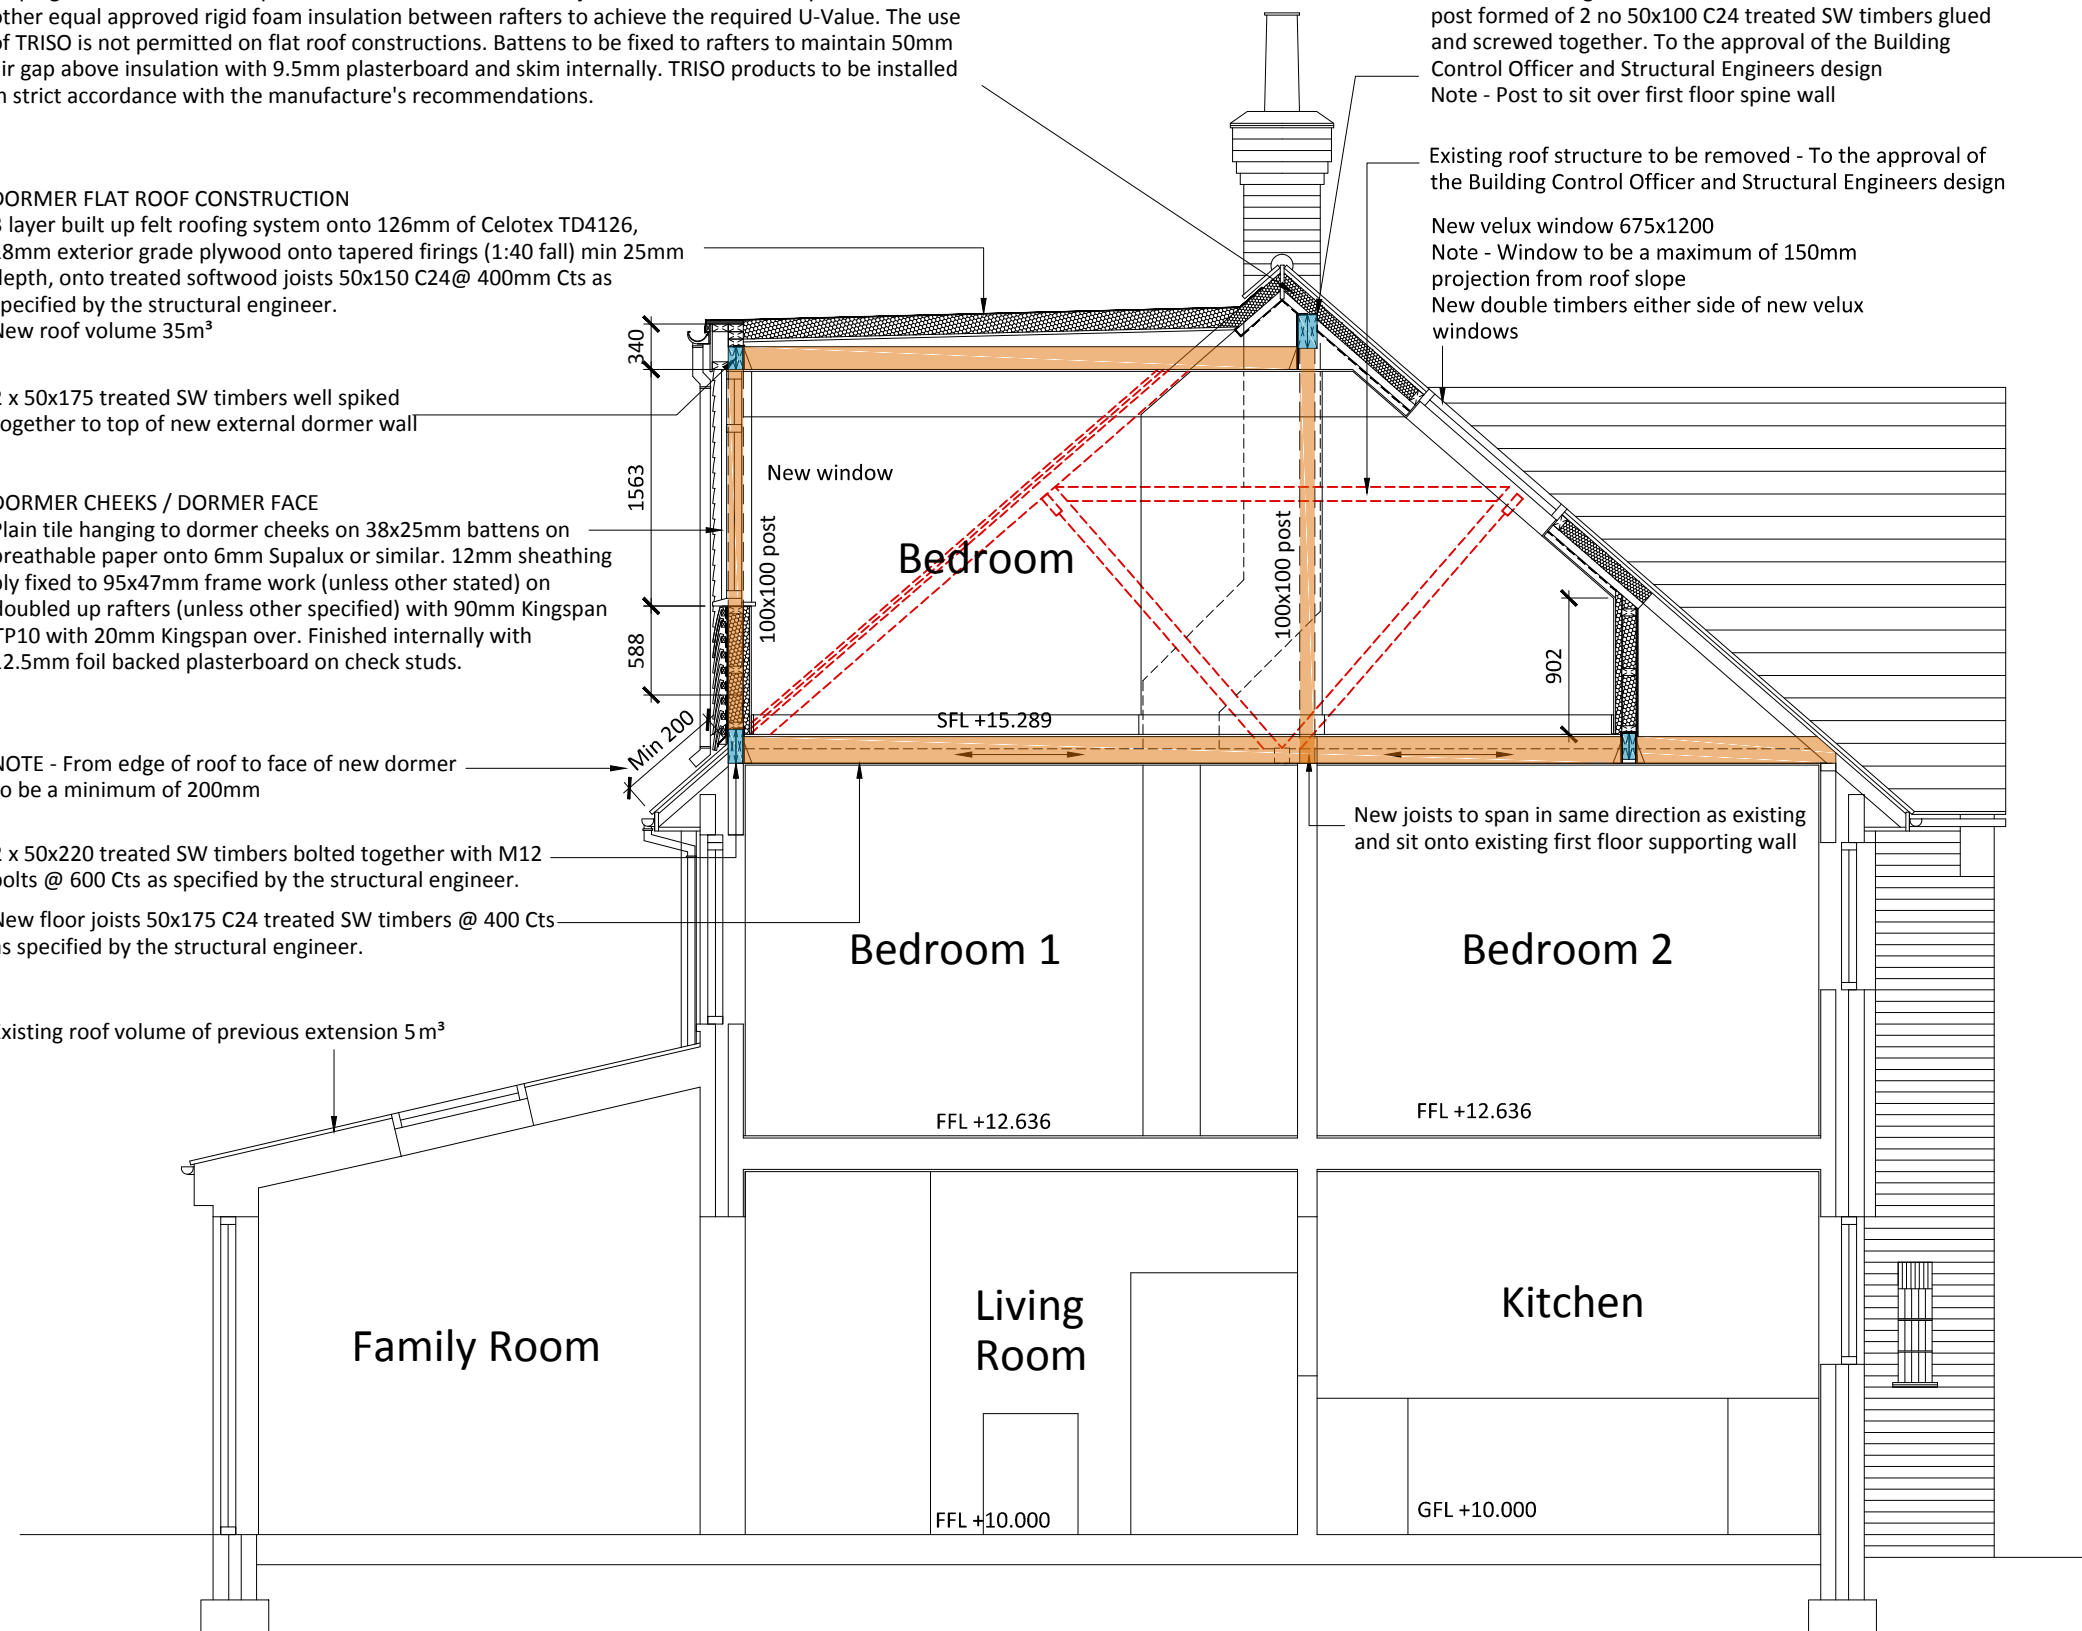 other equal approved rigid foam insulation between rafters to achieve the required U-Value. The use
of TRISO is not permitted on flat roof constructions. Battens to be fixed to rafters to maintain 50mm
air gap above insulation with 9.5mm plasterboard and skim internally. TRISO products to be installed
in strict accordance with the manufacture's recommendations.
post formed of 2 no 50x100 C24 treated SW timbers glued
and screwed together. To the approval of the Building
Control Officer and Structural Engineers design
Note - Post to sit over first floor spine wall
Existing roof structure to be removed - To the approval of
the Building Control Officer and Structural Engineers design
New velux window 675x1200
Note - Window to be a maximum of 150mm
projection from roof slope
New double timbers either side of new velux
windows
DORMER FLAT ROOF CONSTRUCTION
3 layer built up felt roofing system onto 126mm of Celotex TD4126,
18mm exterior grade plywood onto tapered firings (1:40 fall) min 25mm
depth, onto treated softwood joists 50x150 C24@ 400mm Cts as
specified by the structural engineer.
New roof volume 35m³
2 x 50x175 treated SW timbers well spiked
together to top of new external dormer wall
DORMER CHEEKS / DORMER FACE
Plain tile hanging to dormer cheeks on 38x25mm battens on
breathable paper onto 6mm Supalux or similar. 12mm sheathing
ply fixed to 95x47mm frame work (unless other stated) on
doubled up rafters (unless other specified) with 90mm Kingspan
TP10 with 20mm Kingspan over. Finished internally with
12.5mm foil backed plasterboard on check studs.
NOTE - From edge of roof to face of new dormer
to be a minimum of 200mm
2 x 50x220 treated SW timbers bolted together with M12
bolts @ 600 Cts as specified by the structural engineer.
New floor joists 50x175 C24 treated SW timbers @ 400 Cts
as specified by the structural engineer.
Existing roof volume of previous extension 5m³
340
1563
588
Min 200
New window
100x100 post
Bedroom
100x100 post
902
SFL +15.289
New joists to span in same direction as existing
and sit onto existing first floor supporting wall
Bedroom 1
Bedroom 2
FFL +12.636
FFL +12.636
Family Room
Living
Room
Kitchen
FFL +10.000
GFL +10.000